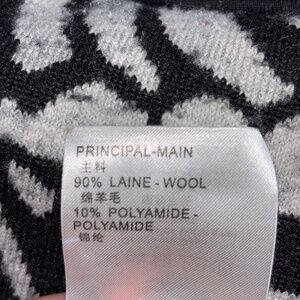 PRINCIPAL-MAIN
主料
90% LAINE - WOOL
绵羊毛
10% POLYAMIDE -
POLYAMIDE
锦纶